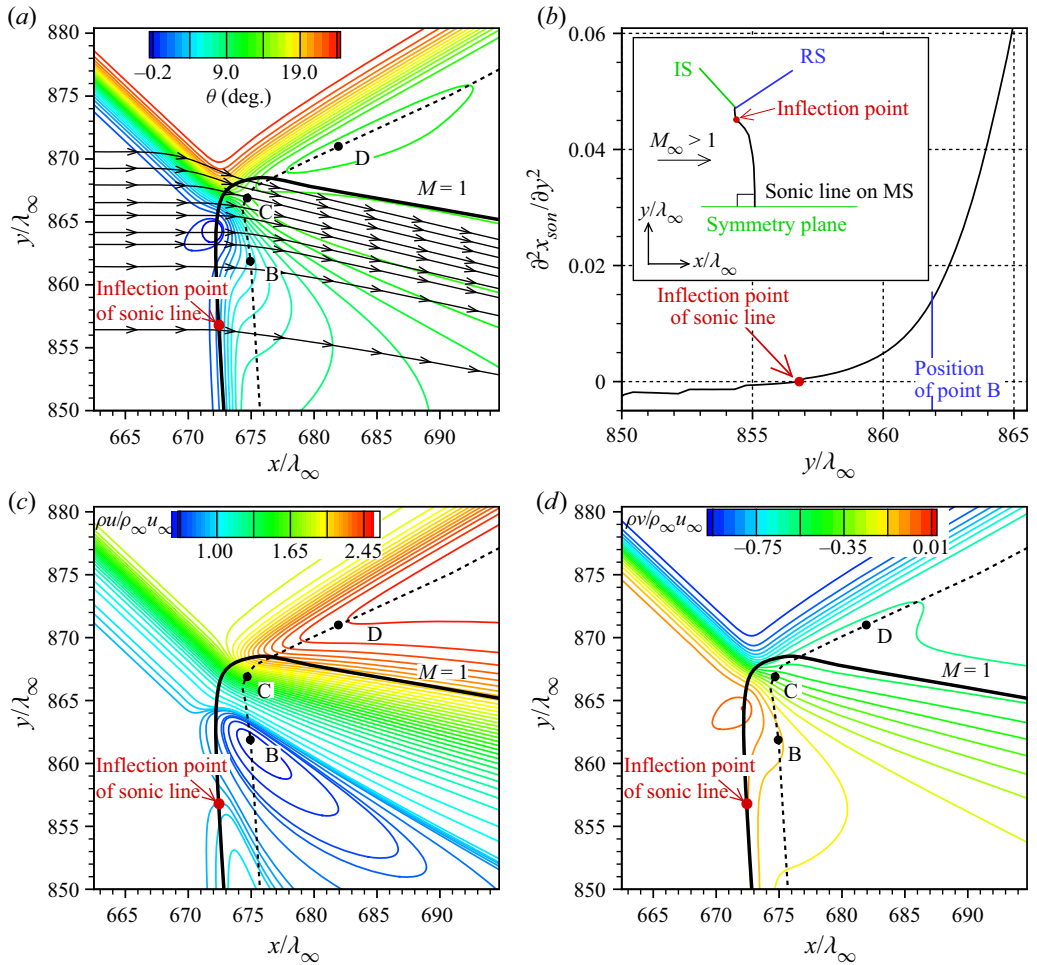 (a)
880
875
870
865
860
855
850
y/λ∞
−0.2 9.0 19.0
θ (deg.)
D
M = 1
C
B
Inflection point
of sonic line
665 670 675 680 685 690
x/λ∞
(b)
0.06
0.04
0.02
0
∂²x_son/∂y²
IS
RS
Inflection point
M∞ > 1
Sonic line on MS
y/λ∞
Symmetry plane
x/λ∞
Inflection point
of sonic line
Position
of point B
850 855 860 865
y/λ∞
(c)
880
875
870
865
860
855
850
y/λ∞
ρu/ρ∞u∞
1.00 1.65 2.45
D
M = 1
C
B
Inflection point
of sonic line
665 670 675 680 685 690
x/λ∞
(d)
880
875
870
865
860
855
850
y/λ∞
ρv/ρ∞u∞
−0.75 −0.35 0.01
D
M = 1
C
B
Inflection point
of sonic line
665 670 675 680 685 690
x/λ∞